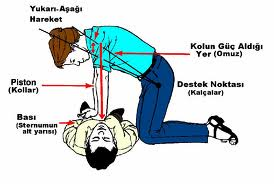 Yukarı-Aşağı
Hareket
Kolun Güç Aldığı
Yer (Omuz)
Piston
(Kollar)
Destek Noktası
(Kalçalar)
Bası
(Sternumun
alt yarısı)